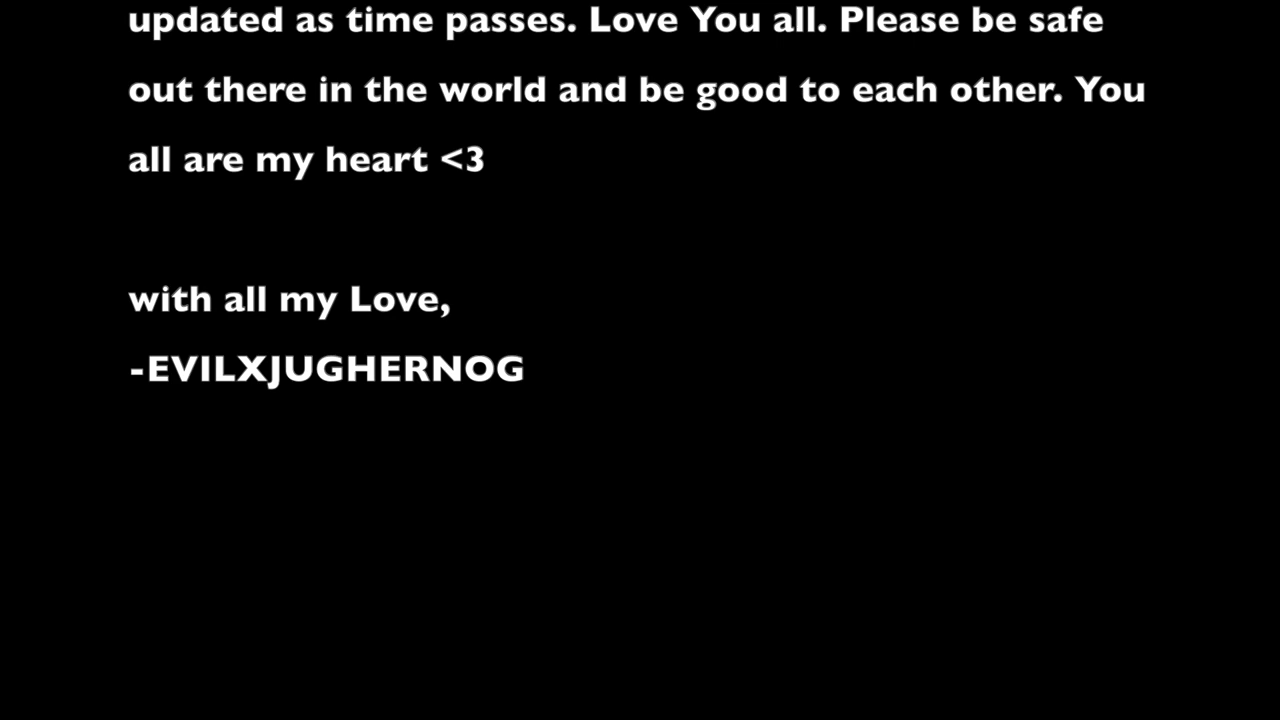 updated as time passes. Love You all. Please be safe
out there in the world and be good to each other. You
all are my heart <3
with all my Love,
-EVILXJUGHERNOG